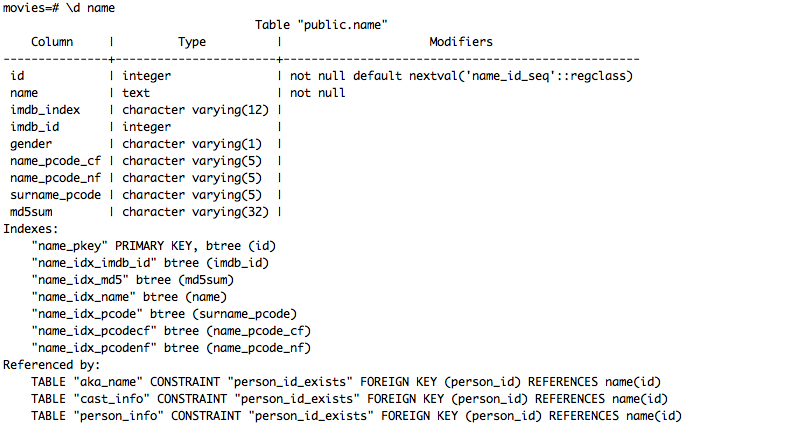 movies=# \d name
                                  Table "public.name"
    Column     |         Type          |                    Modifiers
---------------+-----------------------+---------------------------------------------------
 id            | integer               | not null default nextval('name_id_seq'::regclass)
 name          | text                  | not null
 imdb_index    | character varying(12) |
 imdb_id       | integer               |
 gender        | character varying(1)  |
 name_pcode_cf | character varying(5)  |
 name_pcode_nf | character varying(5)  |
 surname_pcode | character varying(5)  |
 md5sum        | character varying(32) |
Indexes:
    "name_pkey" PRIMARY KEY, btree (id)
    "name_idx_imdb_id" btree (imdb_id)
    "name_idx_md5" btree (md5sum)
    "name_idx_name" btree (name)
    "name_idx_pcode" btree (surname_pcode)
    "name_idx_pcodecf" btree (name_pcode_cf)
    "name_idx_pcodenf" btree (name_pcode_nf)
Referenced by:
    TABLE "aka_name" CONSTRAINT "person_id_exists" FOREIGN KEY (person_id) REFERENCES name(id)
    TABLE "cast_info" CONSTRAINT "person_id_exists" FOREIGN KEY (person_id) REFERENCES name(id)
    TABLE "person_info" CONSTRAINT "person_id_exists" FOREIGN KEY (person_id) REFERENCES name(id)